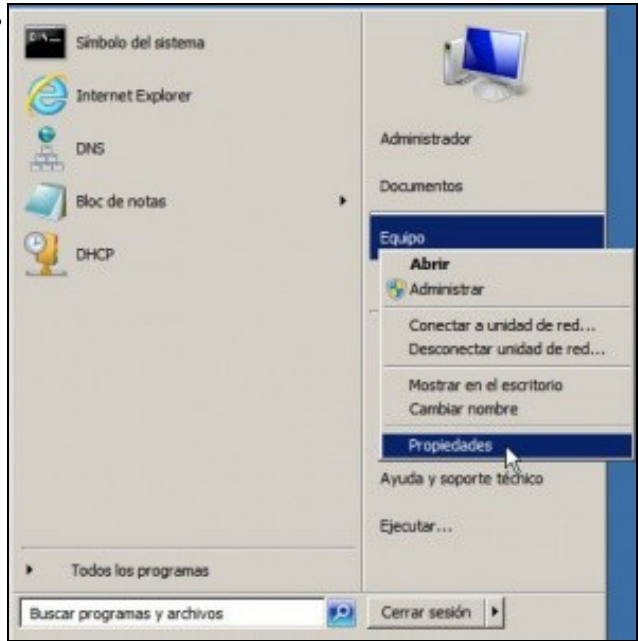 Símbolo del sistema
Internet Explorer
DNS
Bloc de notas
DHCP
Todos los programas
Buscar programas y archivos
Administrador
Documentos
Equipo
Abrir
Administrar
Conectar a unidad de red...
Desconectar unidad de red...
Mostrar en el escritorio
Cambiar nombre
Propiedades
Ayuda y soporte técnico
Ejecutar...
Cerrar sesión